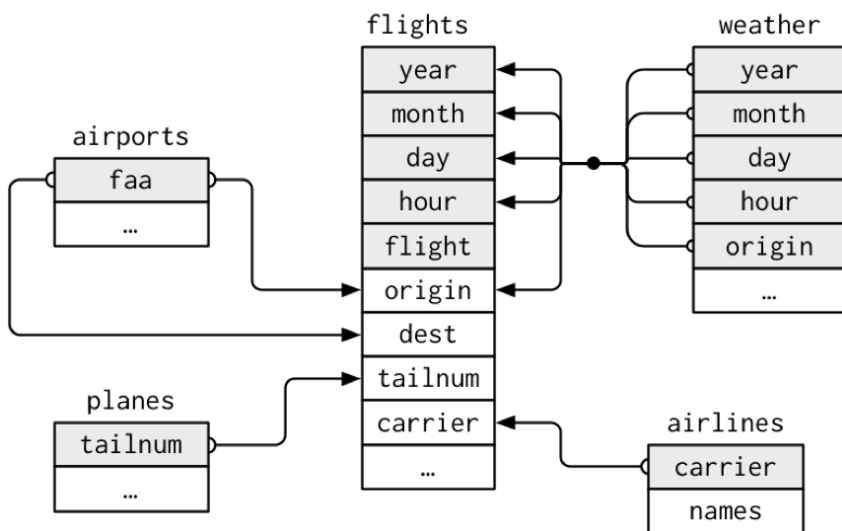 flights
year
month
day
hour
flight
origin
dest
tailnum
carrier
…
weather
year
month
day
hour
origin
…
airports
faa
…
planes
tailnum
…
airlines
carrier
names